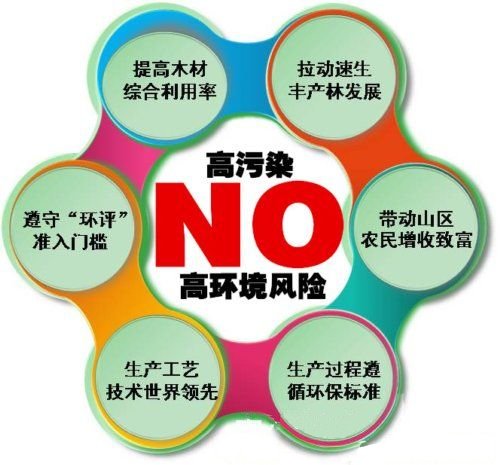 提高木材
综合利用率
拉动速生
丰产林发展
遵守“环评”
准入门槛
高污染
NO
高环境风险
带动山区
农民增收致富
生产工艺
技术世界领先
生产过程遵
循环保标准